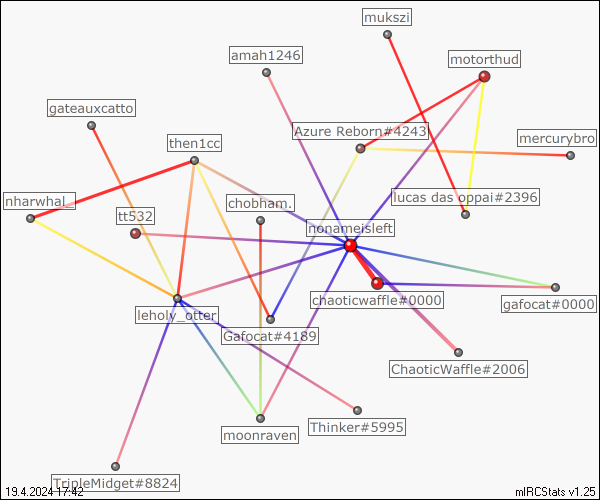 mukszi
amah1246
motorthud
gateauxcatto
Azure Reborn#4243
mercurybro
then1cc
nharwhal_
chobham.
lucas das oppai#2396
tt532
nonameisleft
chaoticwaffle#0000
gafocat#0000
leholy_otter
Gafocat#4189
ChaoticWaffle#2006
Thinker#5995
moonraven
TripleMidget#8824
19.4.2024 17:42
mIRCStats v1.25